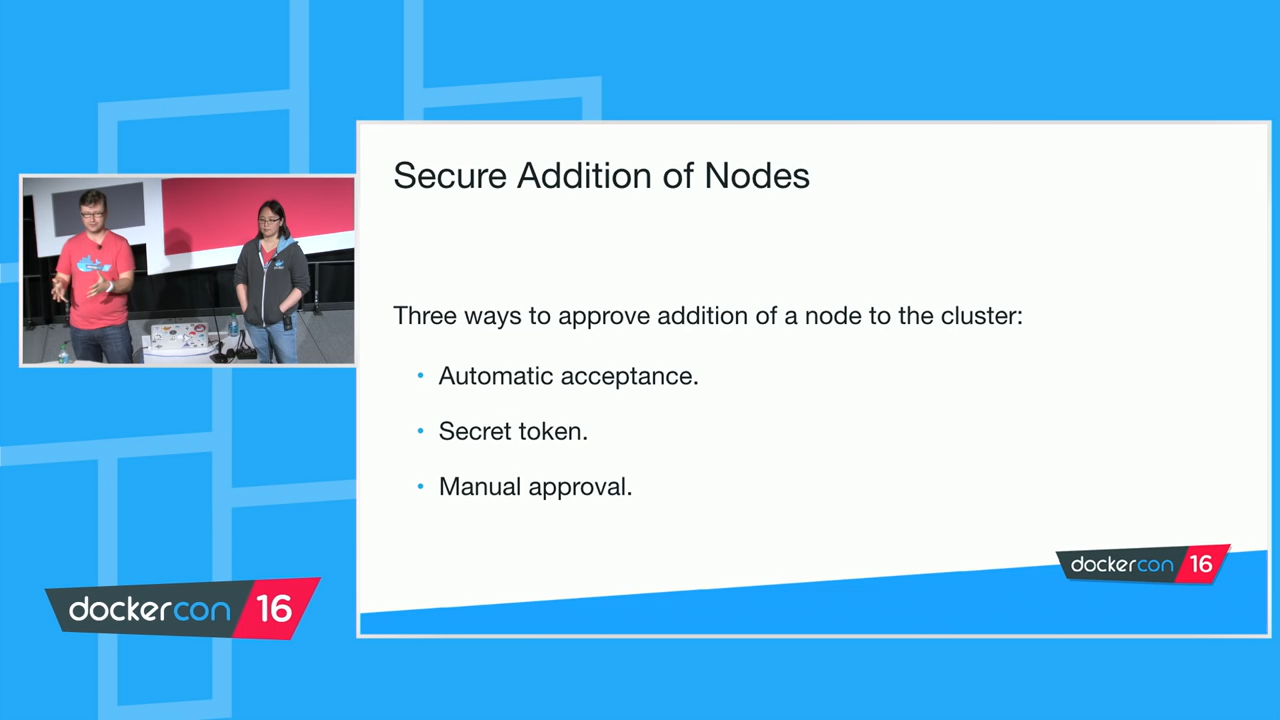 Secure Addition of Nodes
Three ways to approve addition of a node to the cluster:
• Automatic acceptance.
• Secret token.
• Manual approval.
dockercon 16
dockercon 16